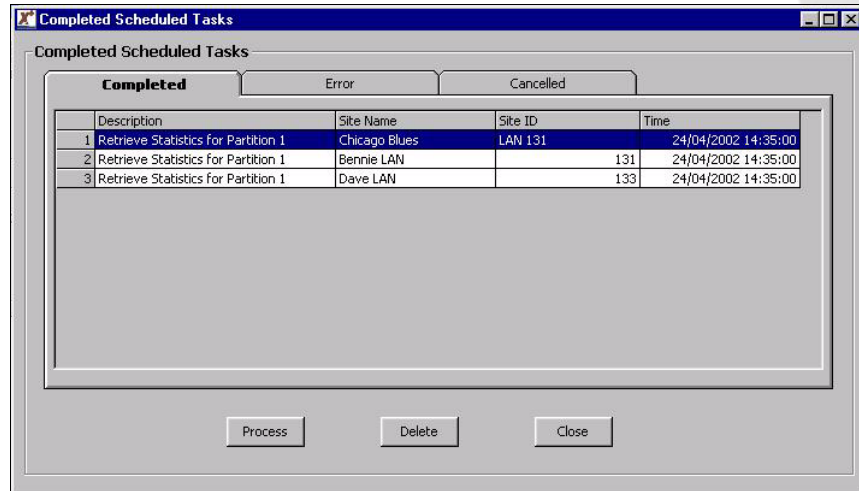 Completed Scheduled Tasks
Completed Scheduled Tasks
Completed Error Cancelled
Description Site Name Site ID Time
1 Retrieve Statistics for Partition 1 Chicago Blues LAN 131 24/04/2002 14:35:00
2 Retrieve Statistics for Partition 1 Bennie LAN 131 24/04/2002 14:35:00
3 Retrieve Statistics for Partition 1 Dave LAN 133 24/04/2002 14:35:00
Process Delete Close